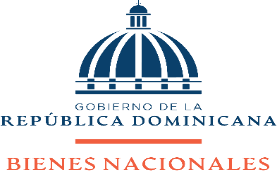 GOBIERNO DE LA
REPÚBLICA DOMINICANA
BIENES NACIONALES